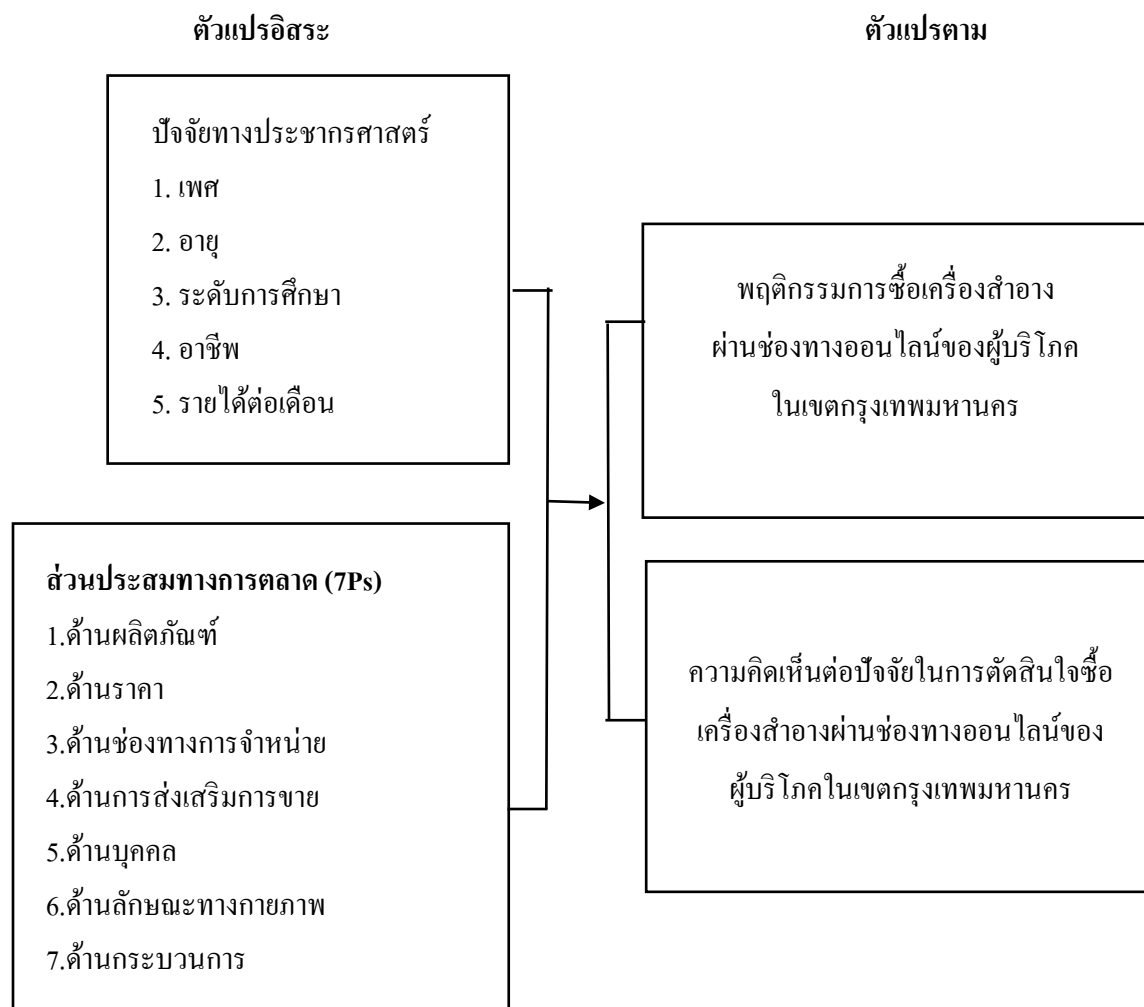 ตัวแปรอิสระ
ตัวแปรตาม
ปัจจัยทางประชากรศาสตร์
1. เพศ
2. อายุ
3. ระดับการศึกษา
4. อาชีพ
5. รายได้ต่อเดือน
ส่วนประสมทางการตลาด (7Ps)
1.ด้านผลิตภัณฑ์
2.ด้านราคา
3.ด้านช่องทางการจำหน่าย
4.ด้านการส่งเสริมการขาย
5.ด้านบุคคล
6.ด้านลักษณะทางกายภาพ
7.ด้านกระบวนการ
พฤติกรรมการซื้อเครื่องสำอาง
ผ่านช่องทางออนไลน์ของผู้บริโภค
ในเขตกรุงเทพมหานคร
ความคิดเห็นต่อปัจจัยในการตัดสินใจซื้อ
เครื่องสำอางผ่านช่องทางออนไลน์ของ
ผู้บริโภคในเขตกรุงเทพมหานคร